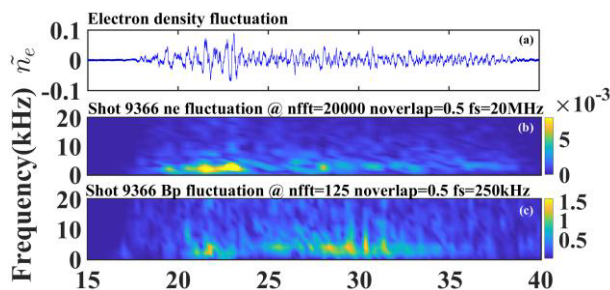 Electron density fluctuation
0.1
0
-0.1
ñe
(a)
Shot 9366 ne fluctuation @ nfft=20000 noverlap=0.5 fs=20MHz
×10-3
20
10
0
5
0
(b)
Shot 9366 Bp fluctuation @ nfft=125 noverlap=0.5 fs=250kHz
20
10
0
1.5
1
0.5
(c)
Frequency(kHz)
15 20 25 30 35 40